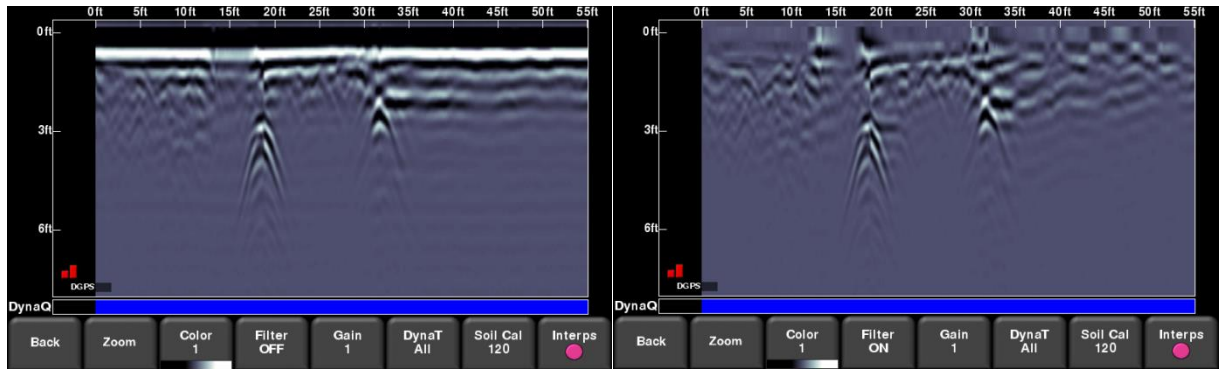 0ft 5ft 10ft 15ft 20ft 25ft 30ft 35ft 40ft 45ft 50ft 55ft
0ft
3ft
6ft
DGPS
DynaQ
Back Zoom Color 1 Filter OFF Gain 1 DynaT All Soil Cal 120 Interps
0ft 5ft 10ft 15ft 20ft 25ft 30ft 35ft 40ft 45ft 50ft 55ft
0ft
3ft
6ft
DGPS
DynaQ
Back Zoom Color 1 Filter ON Gain 1 DynaT All Soil Cal 120 Interps